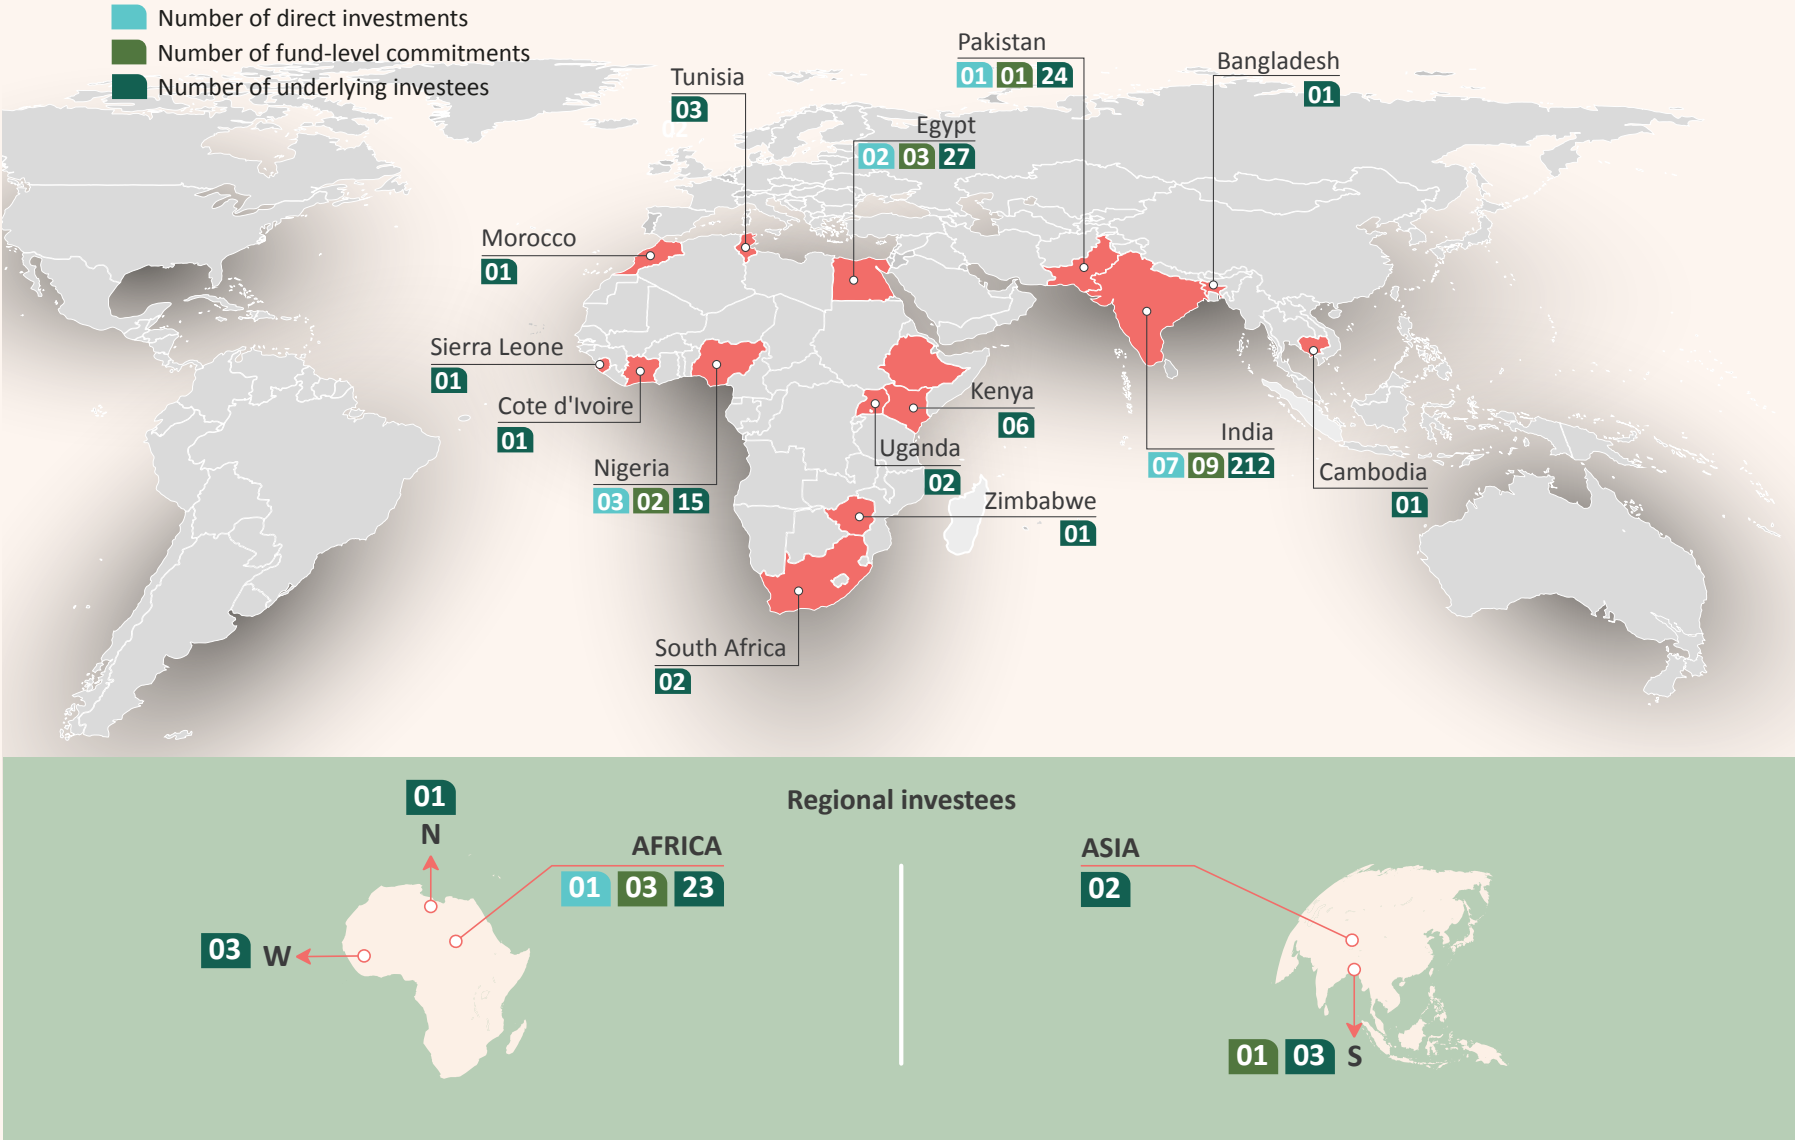 Number of direct investments
Number of fund-level commitments
Number of underlying investees
Pakistan
01 01 24
Bangladesh
01
Tunisia
03
02
Egypt
02 03 27
Morocco
01
Sierra Leone
01
Cote d'Ivoire
01
Nigeria
03 02 15
Kenya
06
Uganda
02
India
07 09 212
Cambodia
01
Zimbabwe
01
South Africa
02
Regional investees
01
N
AFRICA
01 03 23
03 W
ASIA
02
01 03 S